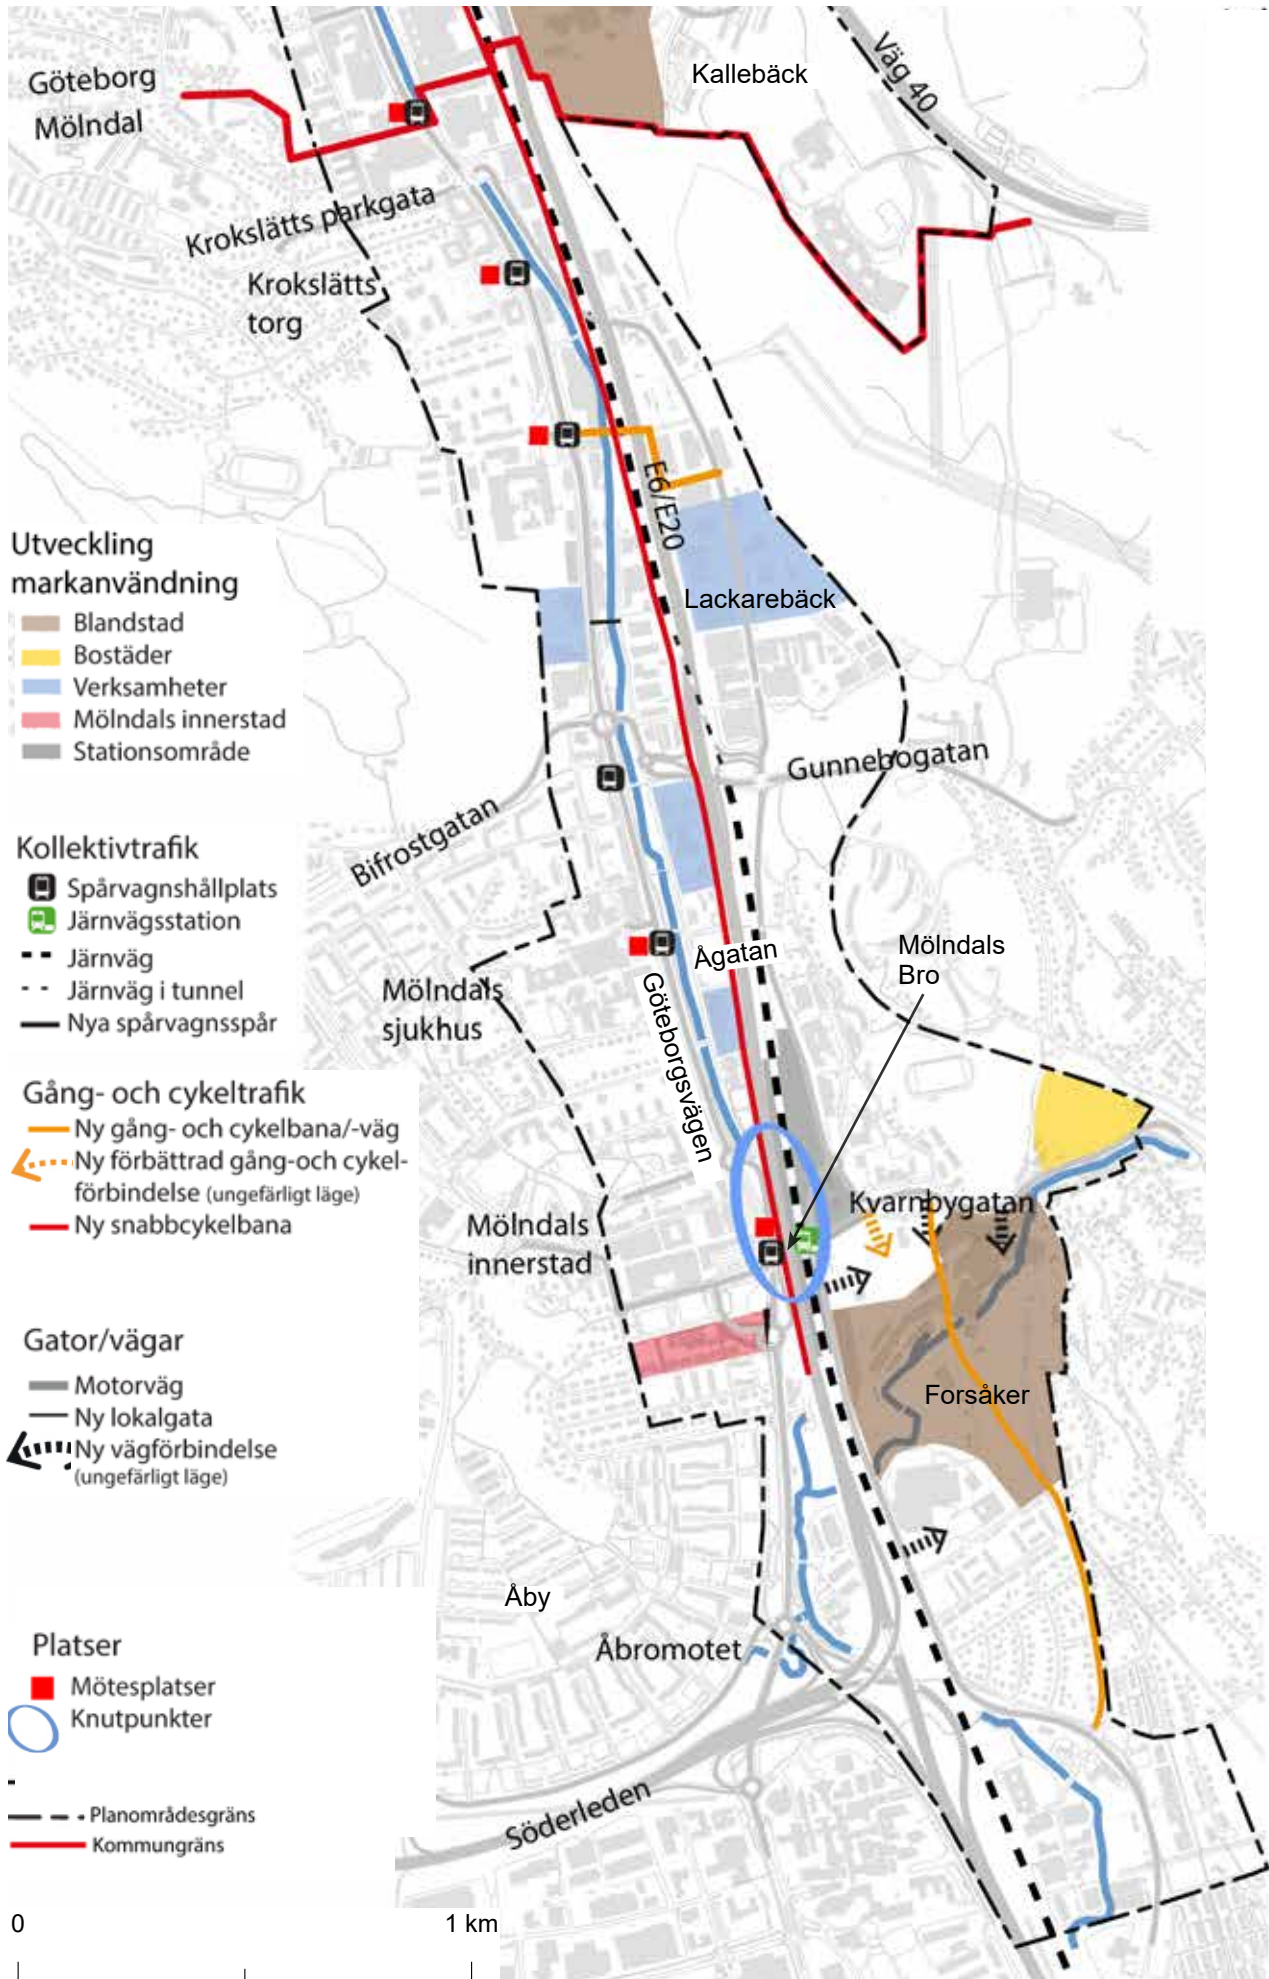 Göteborg
Mölndal
Kallebäck
Väg 40
Krokslätts parkgata
Krokslätts
torg
E6/E20
Lackarebäck
Gunnebogatan
Bifrostgatan
Mölndals
Bro
Ågatan
Mölndals
sjukhus
Göteborgsvägen
Kvarnbygatan
Mölndals
innerstad
Forsåker
Åby
Åbromotet
Söderleden
Utveckling
markanvändning
Blandstad
Bostäder
Verksamheter
Mölndals innerstad
Stationsområde
Kollektivtrafik
Spårvagnshållplats
Järnvägsstation
Järnväg
Järnväg i tunnel
Nya spårvagnsspår
Gång- och cykeltrafik
Ny gång- och cykelbana/-väg
Ny förbättrad gång-och cykel-
förbindelse (ungefärligt läge)
Ny snabbcykelbana
Gator/vägar
Motorväg
Ny lokalgata
Ny vägförbindelse
(ungefärligt läge)
Platser
Mötesplatser
Knutpunkter
Planområdesgräns
Kommungräns
0
1 km